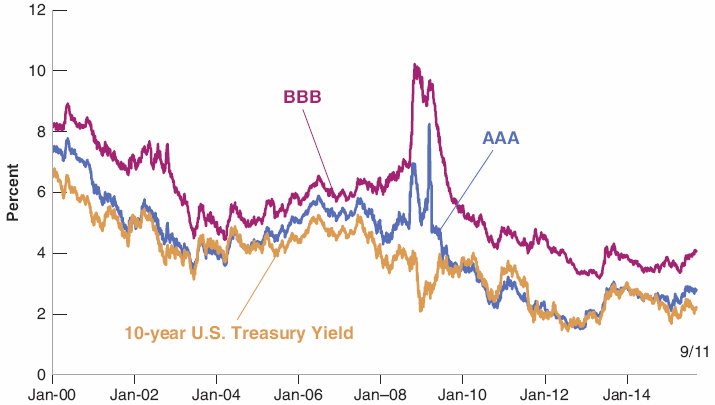 12
10
8
6
4
2
0
Percent
BBB
AAA
10-year U.S. Treasury Yield
9/11
Jan-00 Jan-02 Jan-04 Jan-06 Jan–08 Jan-10 Jan-12 Jan-14